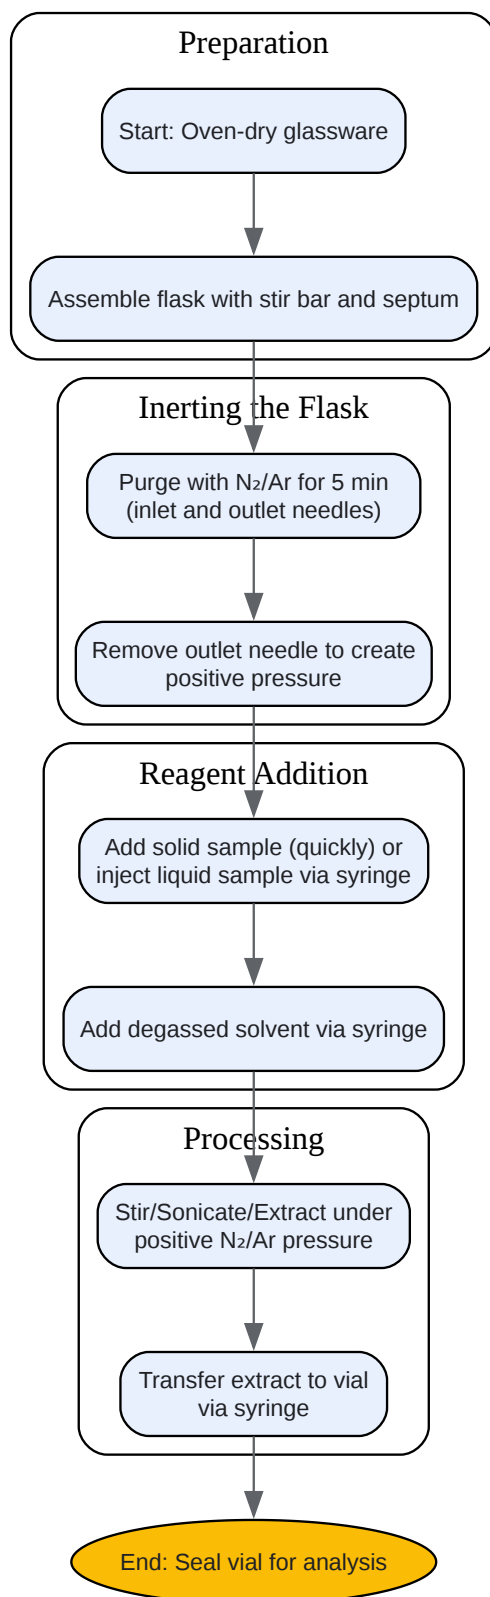 Preparation
Start: Oven-dry glassware
Assemble flask with stir bar and septum
Inerting the Flask
Purge with N₂/Ar for 5 min
(inlet and outlet needles)
Remove outlet needle to create
positive pressure
Reagent Addition
Add solid sample (quickly) or
inject liquid sample via syringe
Add degassed solvent via syringe
Processing
Stir/Sonicate/Extract under
positive N₂/Ar pressure
Transfer extract to vial
via syringe
End: Seal vial for analysis